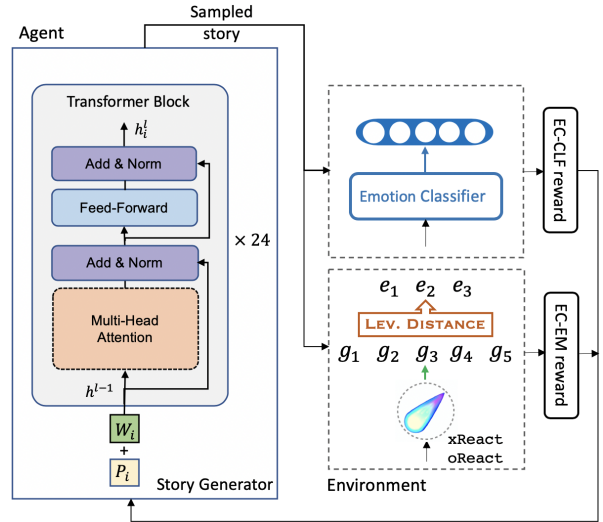 Agent
Sampled
story
Transformer Block
h_i^l
Add & Norm
Feed-Forward
Add & Norm
Multi-Head
Attention
h^{l-1}
× 24
W_i
+
P_i
Story Generator
Emotion Classifier
EC-CLF reward
e_1 e_2 e_3
LEV. DISTANCE
g_1 g_2 g_3 g_4 g_5
xReact
oReact
EC-EM reward
Environment